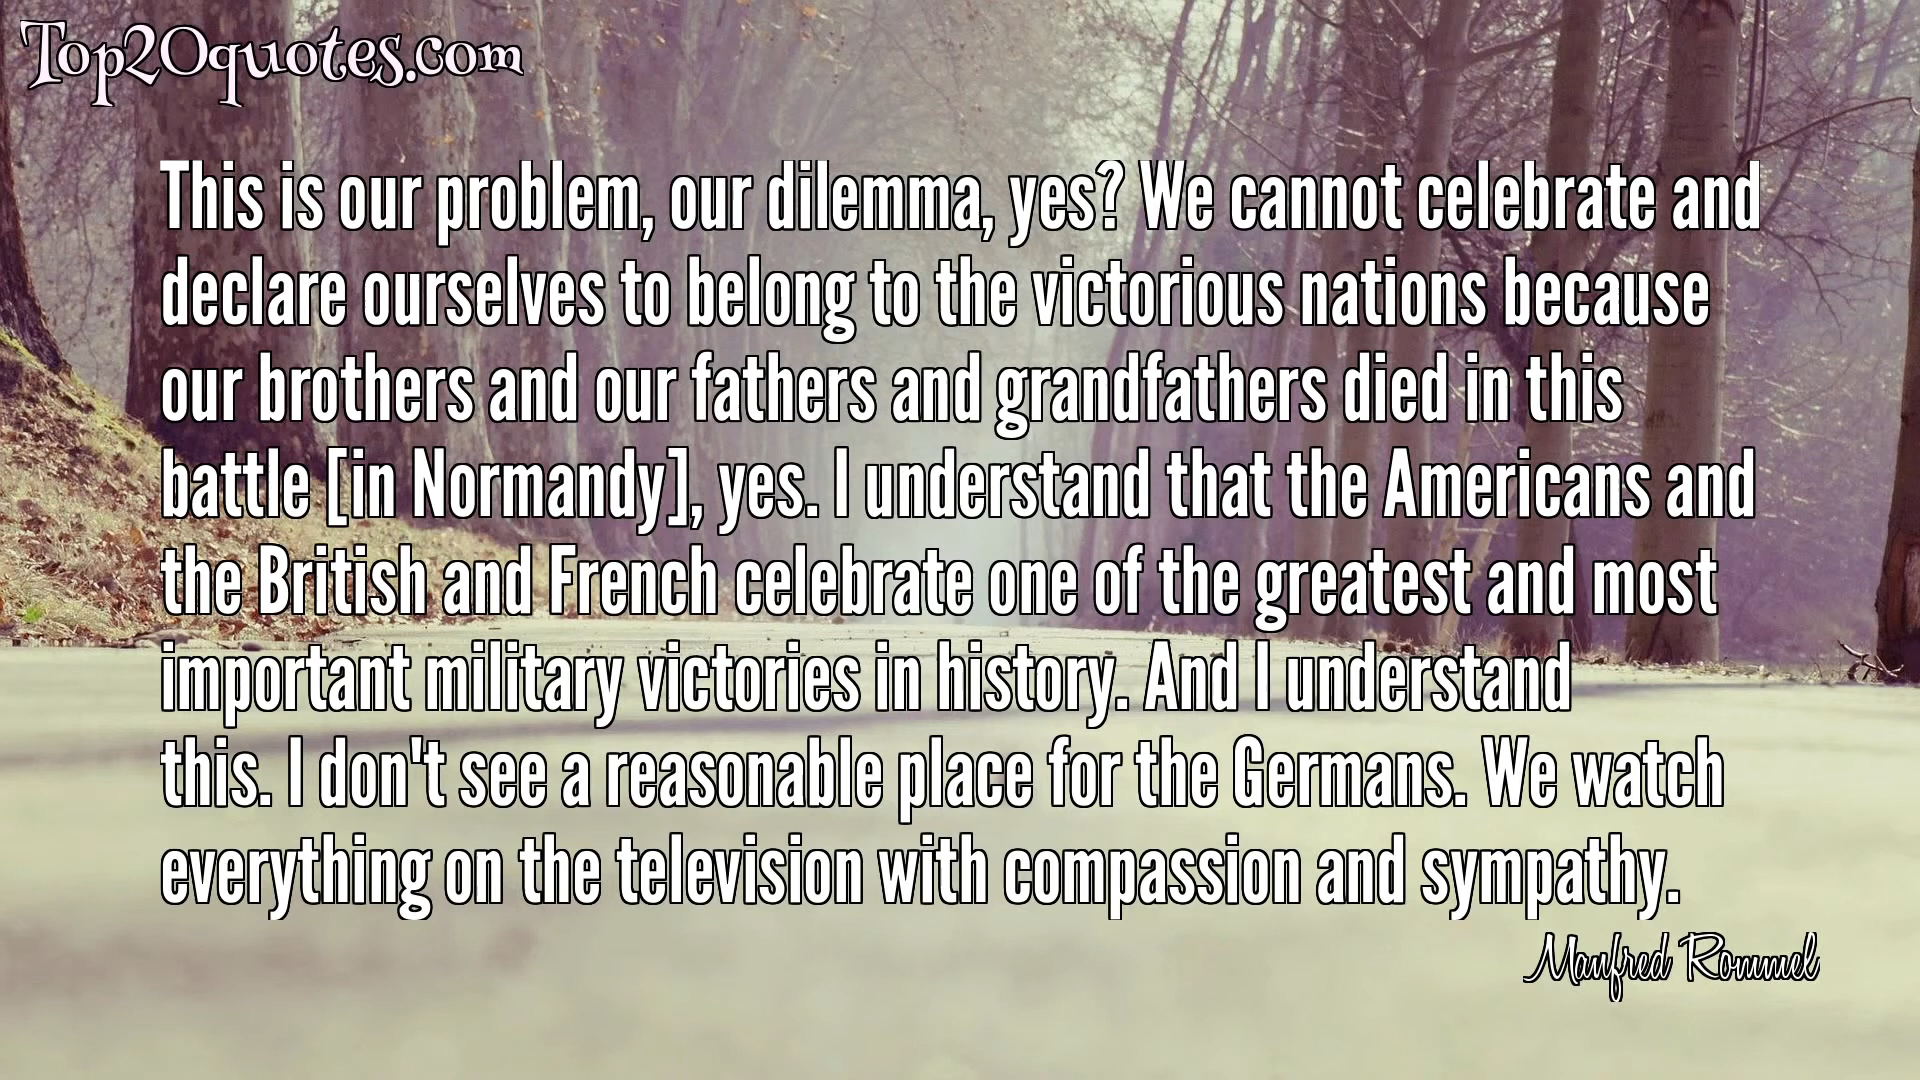 Top20quotes.com
This is our problem, our dilemma, yes? We cannot celebrate and
declare ourselves to belong to the victorious nations because
our brothers and our fathers and grandfathers died in this
battle [in Normandy], yes. I understand that the Americans and
the British and French celebrate one of the greatest and most
important military victories in history. And I understand
this. I don't see a reasonable place for the Germans. We watch
everything on the television with compassion and sympathy.
Manfred Rommel